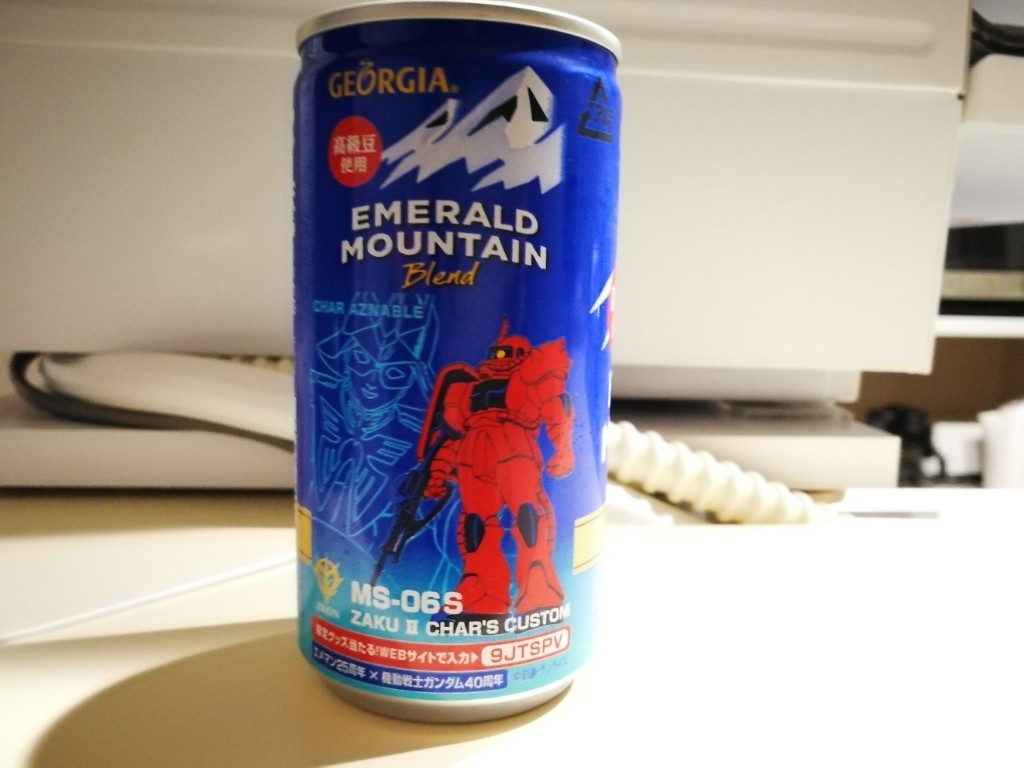 GEORGIA
高級豆
使用
EMERALD
MOUNTAIN
Blend
CHAR AZNABLE
MS-06S
ZAKU II CHAR'S CUSTOM
限定グッズ当たる!WEBサイトで入力▶ 9JTSPV
エメマン25周年 × 機動戦士ガンダム40周年